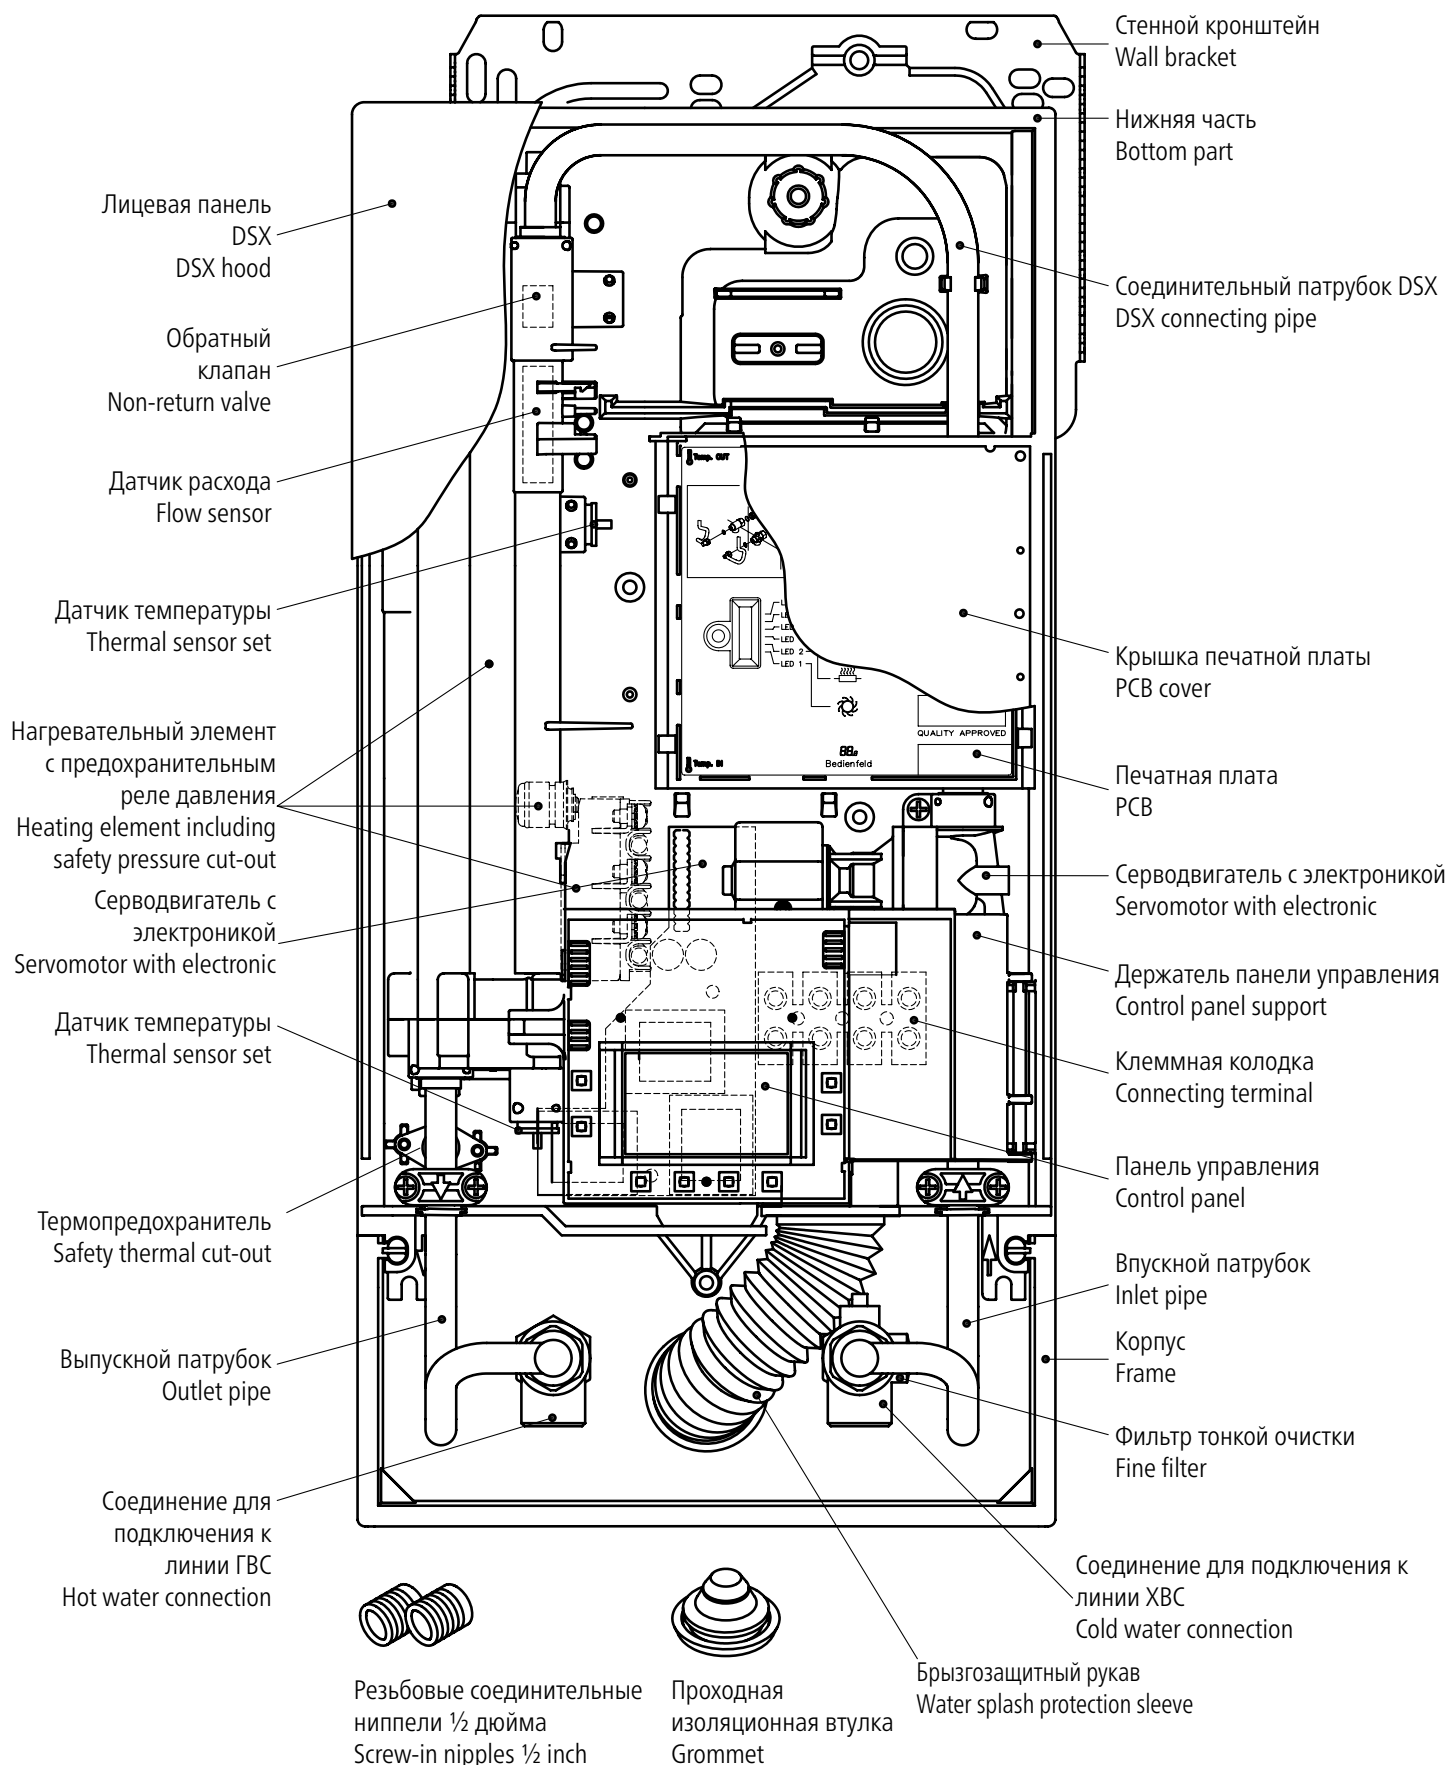 Стенной кронштейн
Wall bracket
Нижняя часть
Bottom part
Лицевая панель
DSX
DSX hood
Соединительный патрубок DSX
DSX connecting pipe
Обратный
клапан
Non-return valve
Датчик расхода
Flow sensor
Temp. OUT
Датчик температуры
Thermal sensor set
LED
LED
LED 2
LED 1
Крышка печатной платы
PCB cover
QUALITY APPROVED
88.8
Bedienfeld
Temp. IN
Нагревательный элемент
с предохранительным
реле давления
Heating element including
safety pressure cut-out
Печатная плата
PCB
Серводвигатель с электроникой
Servomotor with electronic
Серводвигатель с
электроникой
Servomotor with electronic
Держатель панели управления
Control panel support
Датчик температуры
Thermal sensor set
Клеммная колодка
Connecting terminal
Панель управления
Control panel
Термопредохранитель
Safety thermal cut-out
Впускной патрубок
Inlet pipe
Корпус
Frame
Выпускной патрубок
Outlet pipe
Фильтр тонкой очистки
Fine filter
Соединение для
подключения к
линии ГВС
Hot water connection
Соединение для подключения к
линии ХВС
Cold water connection
Брызгозащитный рукав
Water splash protection sleeve
Резьбовые соединительные
ниппели ½ дюйма
Screw-in nipples ½ inch
Проходная
изоляционная втулка
Grommet